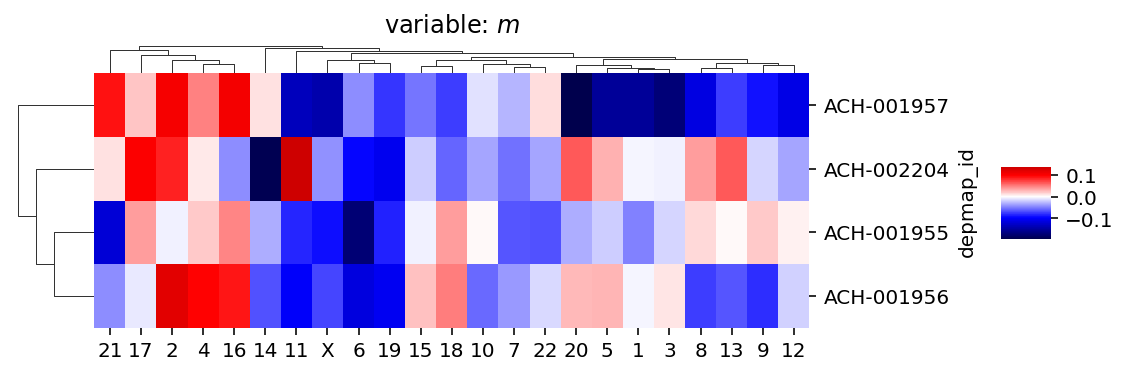 variable: m
ACH-001957
ACH-002204
ACH-001955
ACH-001956
depmap_id
0.1
0.0
−0.1
21 17 2 4 16 14 11 X 6 19 15 18 10 7 22 20 5 1 3 8 13 9 12